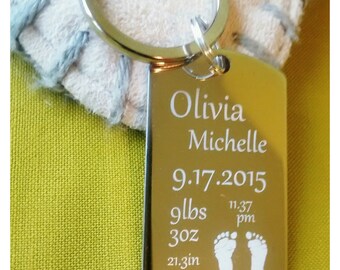 Olivia
Michelle
9.17.2015
9lbs
3oz
11:37
pm
21.3in